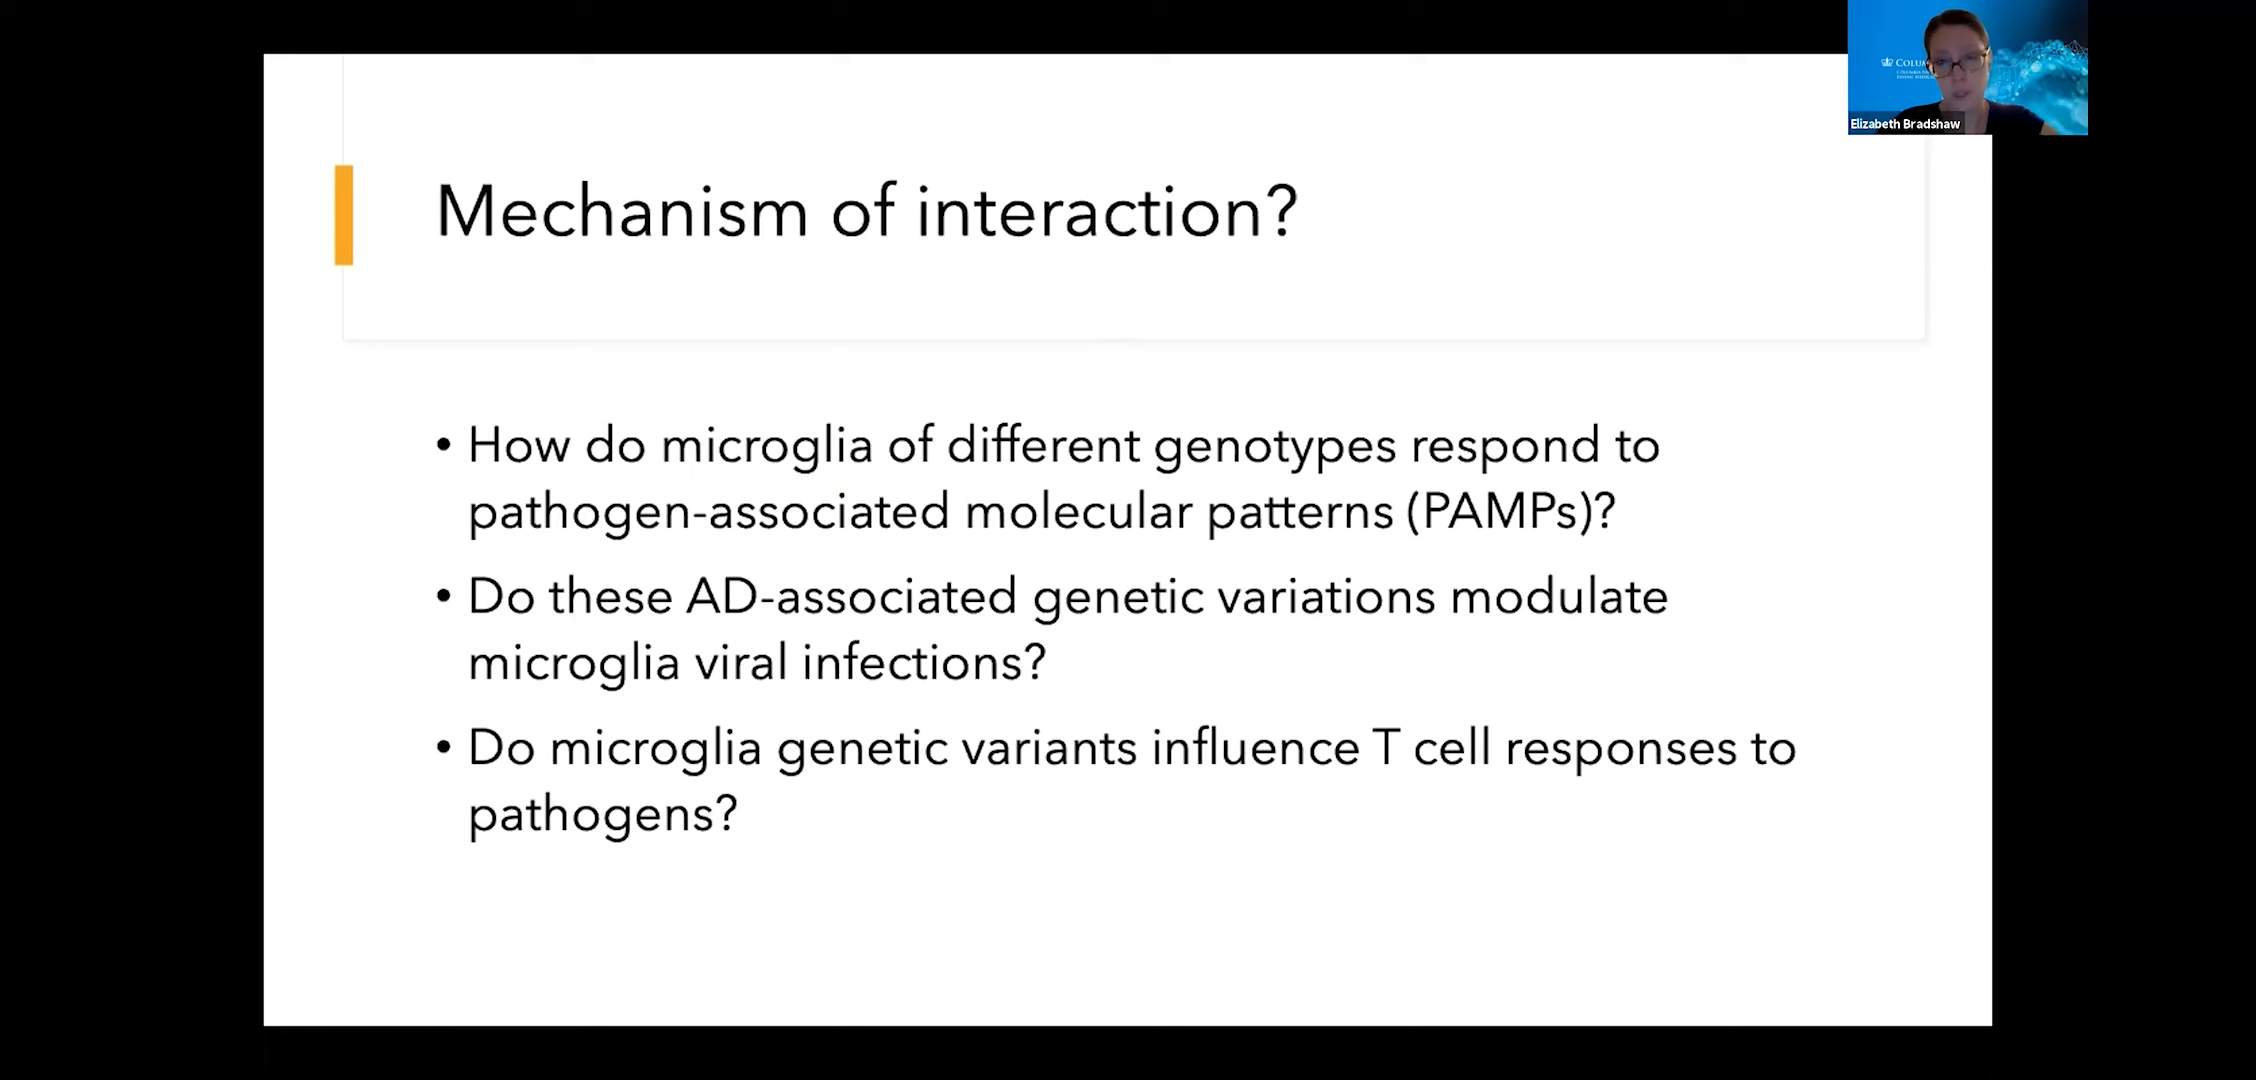 Mechanism of interaction?
• How do microglia of different genotypes respond to
pathogen-associated molecular patterns (PAMPs)?
• Do these AD-associated genetic variations modulate
microglia viral infections?
• Do microglia genetic variants influence T cell responses to
pathogens?
Elizabeth Bradshaw